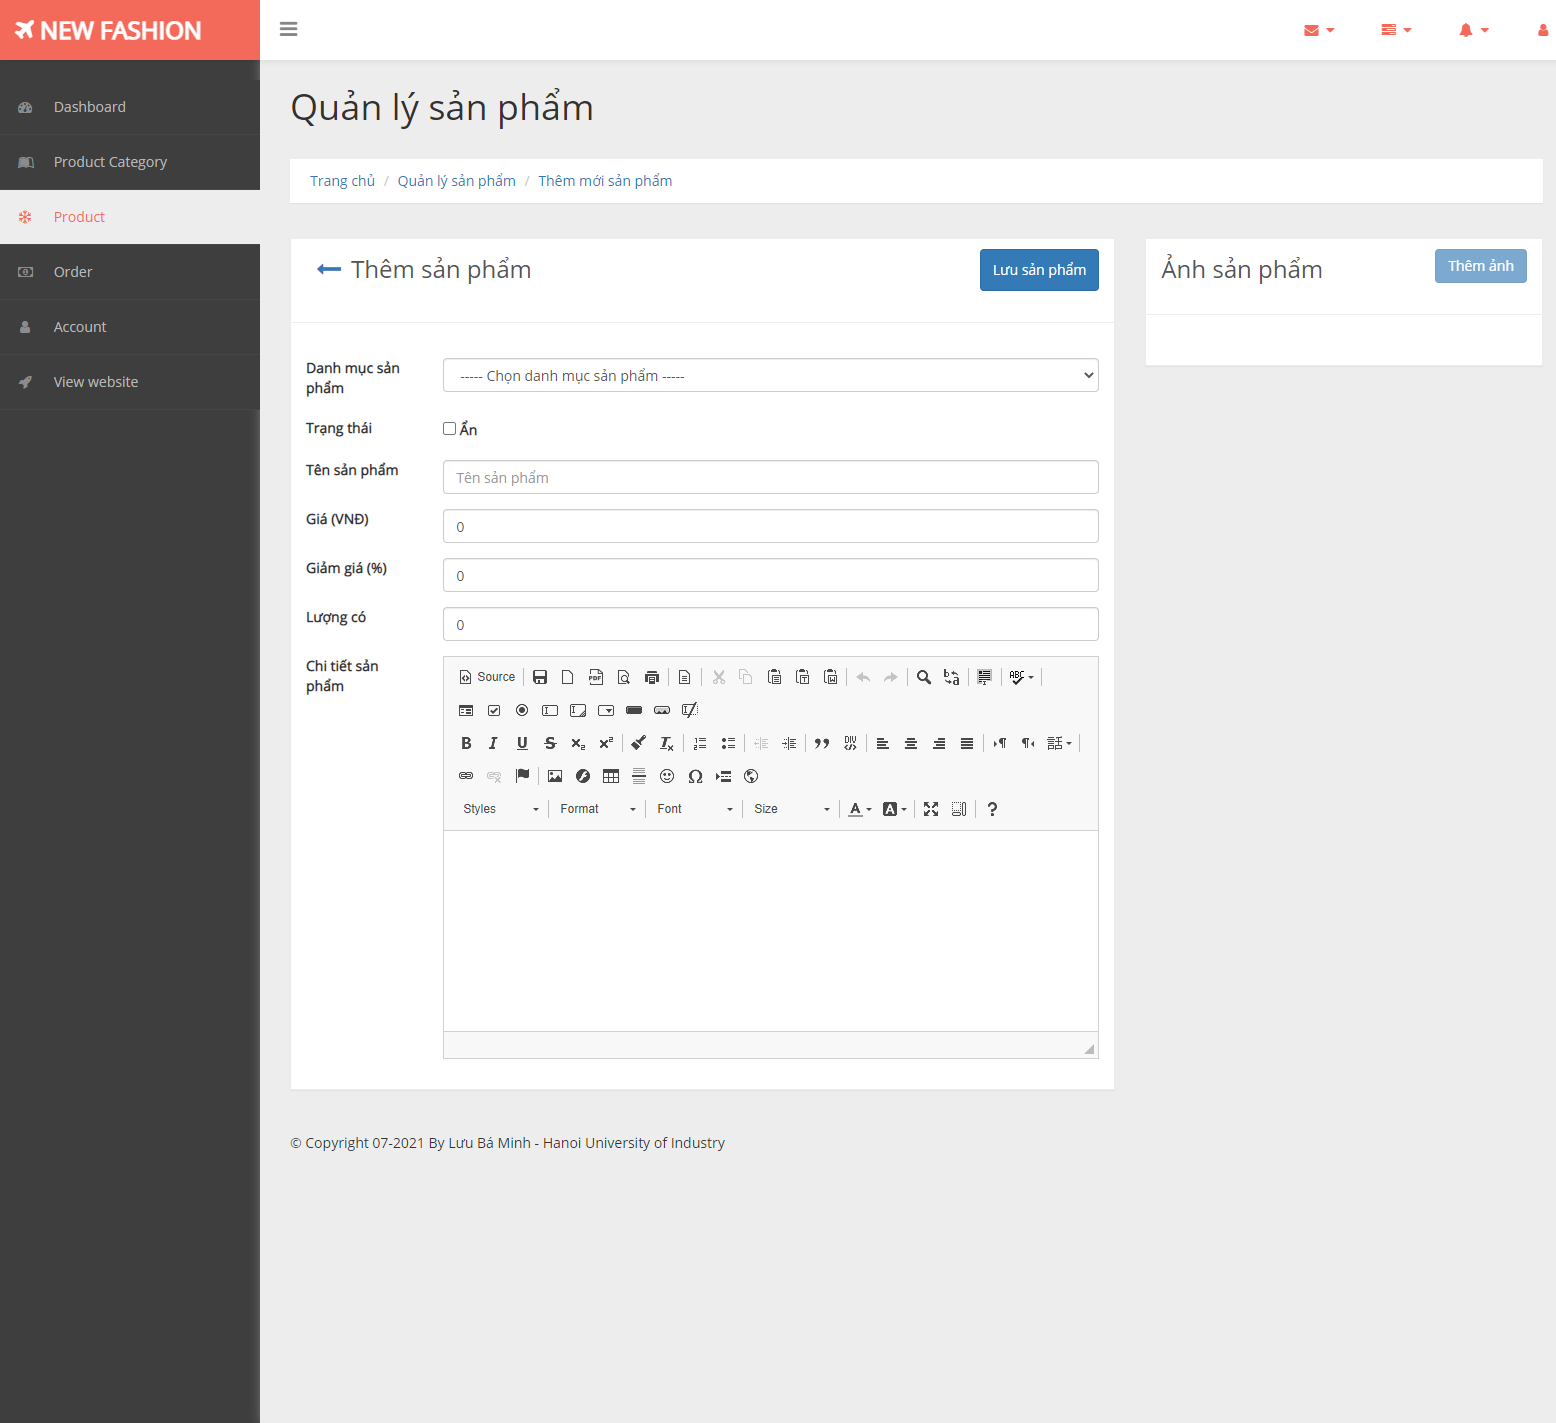 NEW FASHION
Dashboard
Product Category
Product
Order
Account
View website
Quản lý sản phẩm
Trang chủ / Quản lý sản phẩm / Thêm mới sản phẩm
Thêm sản phẩm
Lưu sản phẩm
Danh mục sản
phẩm
----- Chọn danh mục sản phẩm -----
Trạng thái
Ẩn
Tên sản phẩm
Tên sản phẩm
Giá (VNĐ)
0
Giảm giá (%)
0
Lượng có
0
Chi tiết sản
phẩm
Source
Styles
Format
Font
Size
Ảnh sản phẩm
Thêm ảnh
© Copyright 07-2021 By Lưu Bá Minh - Hanoi University of Industry